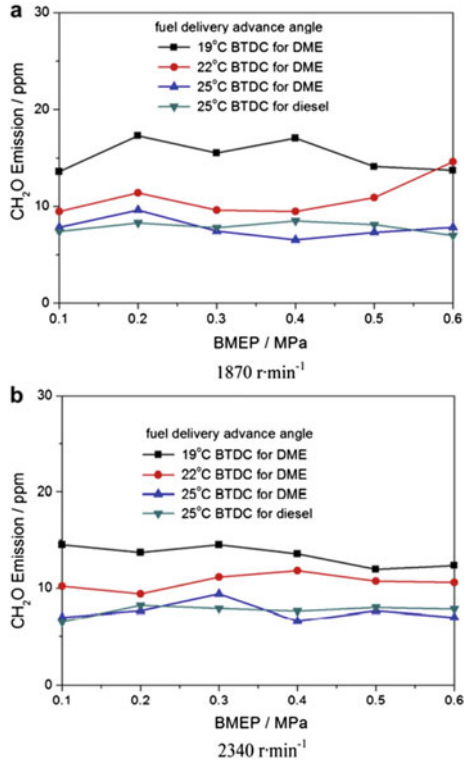 a
fuel delivery advance angle
19°C BTDC for DME
22°C BTDC for DME
25°C BTDC for DME
25°C BTDC for diesel
CH₂O Emission / ppm
30
20
10
0
0.1 0.2 0.3 0.4 0.5 0.6
BMEP / MPa
1870 r·min⁻¹
b
fuel delivery advance angle
19°C BTDC for DME
22°C BTDC for DME
25°C BTDC for DME
25°C BTDC for diesel
CH₂O Emission / ppm
30
20
10
0
0.1 0.2 0.3 0.4 0.5 0.6
BMEP / MPa
2340 r·min⁻¹